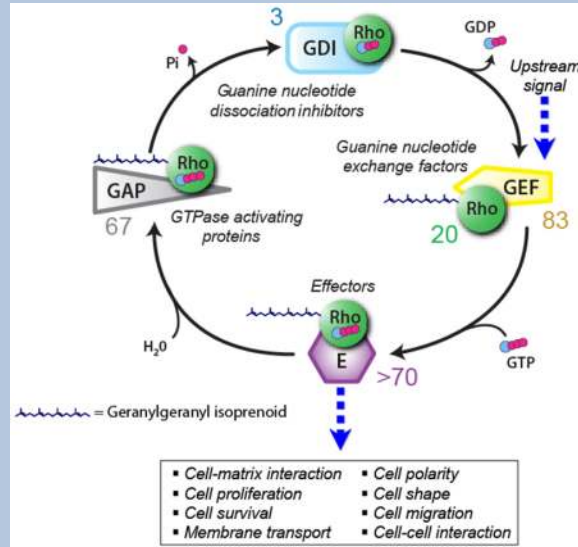 3
GDI
Rho
GDP
Pi
Upstream
signal
Guanine nucleotide
dissociation inhibitors
Guanine nucleotide
exchange factors
Rho
GAP
67
GTPase activating
proteins
GEF
Rho
20
83
Effectors
Rho
E
>70
H₂0
GTP
= Geranylgeranyl isoprenoid
▪ Cell-matrix interaction
▪ Cell proliferation
▪ Cell survival
▪ Membrane transport
▪ Cell polarity
▪ Cell shape
▪ Cell migration
▪ Cell-cell interaction